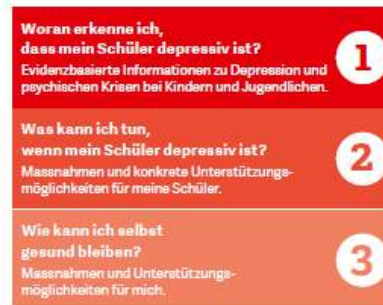 Woran erkenne ich,
dass mein Schüler depressiv ist?
Evidenzbasierte Informationen zu Depression und
psychischen Krisen bei Kindern und Jugendlichen.
1
Was kann ich tun,
wenn mein Schüler depressiv ist?
Massnahmen und konkrete Unterstützungs-
möglichkeiten für meine Schüler.
2
Wie kann ich selbst
gesund bleiben?
Massnahmen und Unterstützungs-
möglichkeiten für mich.
3